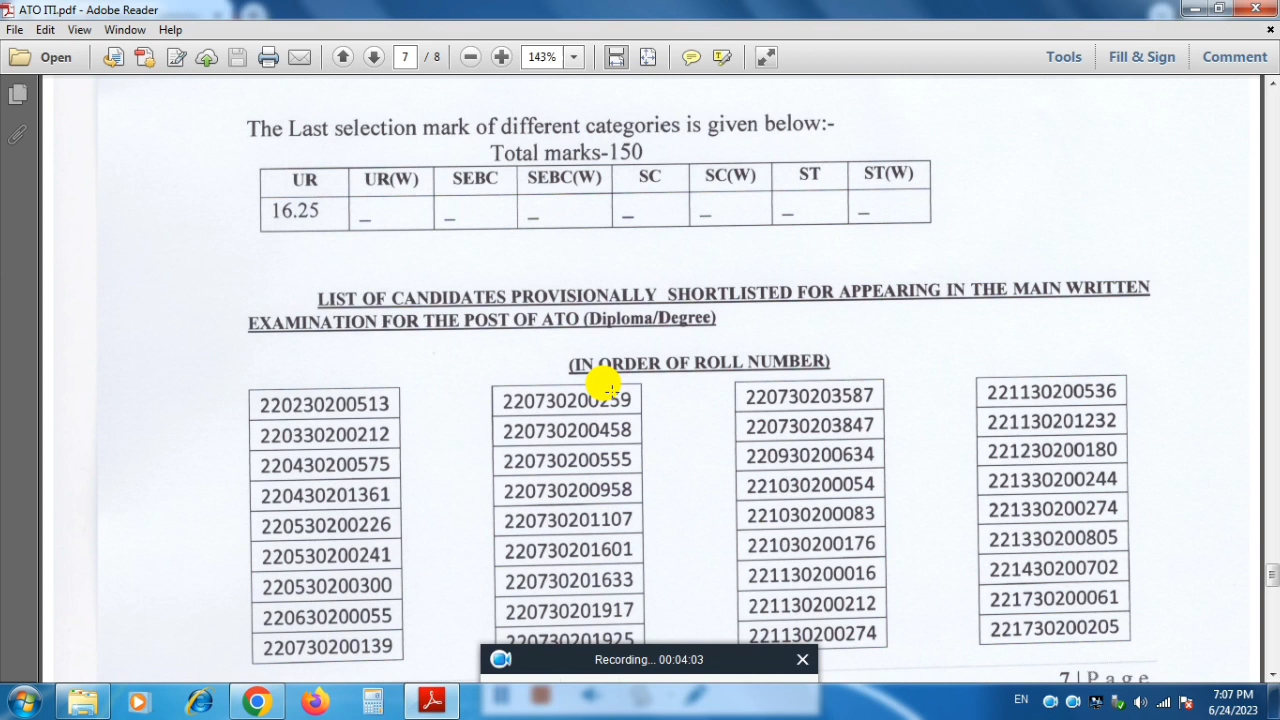 ATO ITI.pdf - Adobe Reader
File Edit View Window Help
Open 7 / 8 143% Tools Fill & Sign Comment
The Last selection mark of different categories is given below:-
Total marks-150
UR UR(W) SEBC SEBC(W) SC SC(W) ST ST(W)
16.25 _ _ _ _ _ _ _
LIST OF CANDIDATES PROVISIONALLY SHORTLISTED FOR APPEARING IN THE MAIN WRITTEN
EXAMINATION FOR THE POST OF ATO (Diploma/Degree)
(IN ORDER OF ROLL NUMBER)
220230200513 220730200259 220730203587 221130200536
220330200212 220730200458 220730203847 221130201232
220430200575 220730200555 220930200634 221230200180
220430201361 220730200958 221030200054 221330200244
220530200226 220730201107 221030200083 221330200274
220530200241 220730201601 221030200176 221330200805
220530200300 220730201633 221130200016 221430200702
220630200055 220730201917 221130200212 221730200061
220730200139 220730201925 221130200274 221730200205
7 | Page
Recording... 00:04:03
EN 7:07 PM
6/24/2023